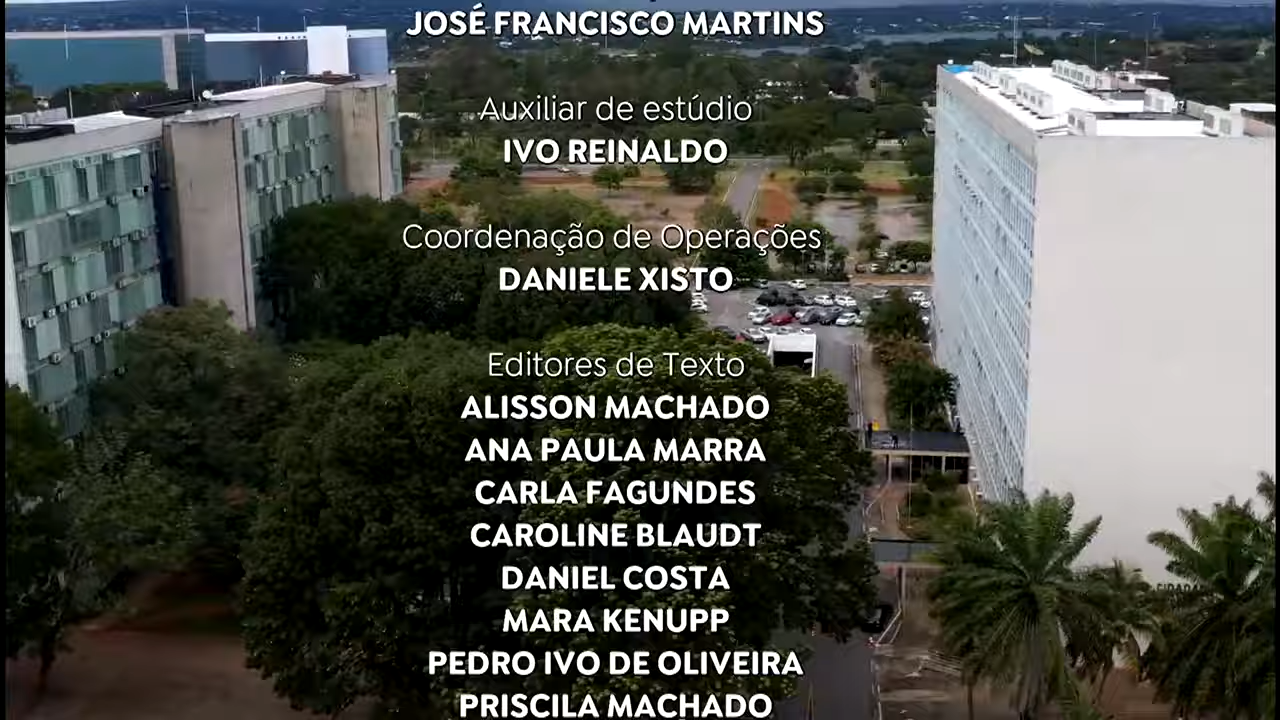 JOSÉ FRANCISCO MARTINS
Auxiliar de estúdio
IVO REINALDO
Coordenação de Operações
DANIELE XISTO
Editores de Texto
ALISSON MACHADO
ANA PAULA MARRA
CARLA FAGUNDES
CAROLINE BLAUDT
DANIEL COSTA
MARA KENUPP
PEDRO IVO DE OLIVEIRA
PRISCILA MACHADO